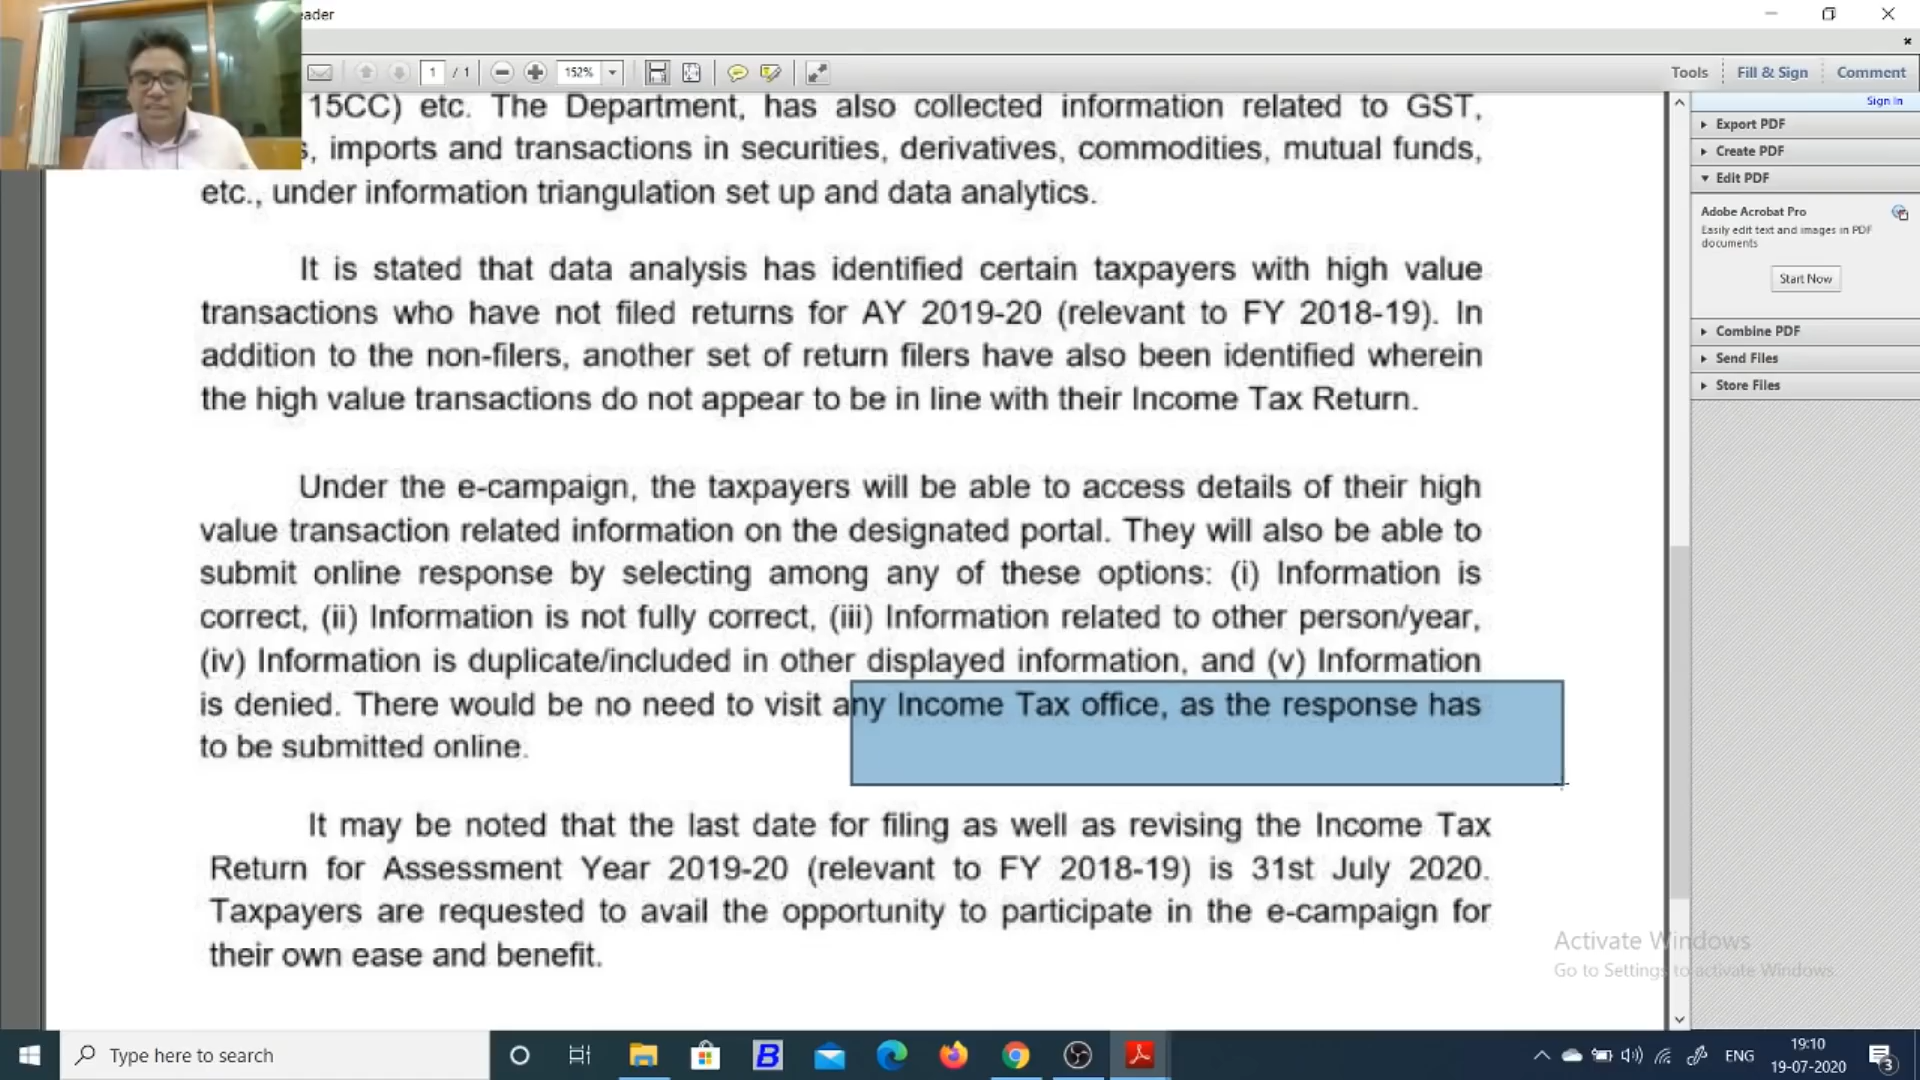 eader
1 / 1
152%
Tools
Fill & Sign
Comment
Sign In
15CC) etc. The Department, has also collected information related to GST,
s, imports and transactions in securities, derivatives, commodities, mutual funds,
etc., under information triangulation set up and data analytics.
It is stated that data analysis has identified certain taxpayers with high value
transactions who have not filed returns for AY 2019-20 (relevant to FY 2018-19). In
addition to the non-filers, another set of return filers have also been identified wherein
the high value transactions do not appear to be in line with their Income Tax Return.
Under the e-campaign, the taxpayers will be able to access details of their high
value transaction related information on the designated portal. They will also be able to
submit online response by selecting among any of these options: (i) Information is
correct, (ii) Information is not fully correct, (iii) Information related to other person/year,
(iv) Information is duplicate/included in other displayed information, and (v) Information
is denied. There would be no need to visit any Income Tax office, as the response has
to be submitted online.
It may be noted that the last date for filing as well as revising the Income Tax
Return for Assessment Year 2019-20 (relevant to FY 2018-19) is 31st July 2020.
Taxpayers are requested to avail the opportunity to participate in the e-campaign for
their own ease and benefit.
Export PDF
Create PDF
Edit PDF
Adobe Acrobat Pro
Easily edit text and images in PDF
documents
Start Now
Combine PDF
Send Files
Store Files
Activate Windows
Go to Settings to activate Windows.
Type here to search
B
ENG
19:10
19-07-2020
3